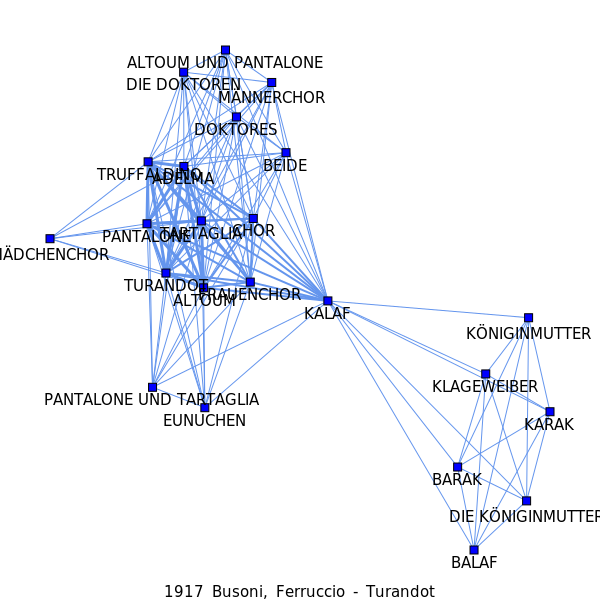 ALTOUM UND PANTALONE
DIE DOKTOREN
MÄNNERCHOR
DOKTORES
BEIDE
TRUFFALDINO
ADELMA
PANTALONE
TARTAGLIA
CHOR
ÄDCHENCHOR
TURANDOT
ALTOUM
FRAUENCHOR
KALAF
KÖNIGINMUTTER
KLAGEWEIBER
PANTALONE UND TARTAGLIA
EUNUCHEN
KARAK
BARAK
DIE KÖNIGINMUTTER
BALAF
1917 Busoni, Ferruccio - Turandot